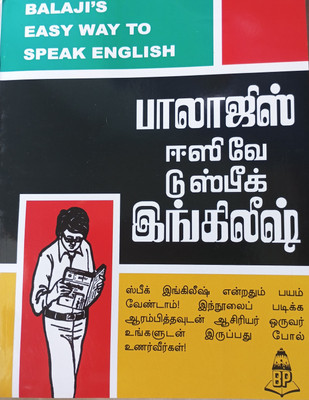 BALAJI'S
EASY WAY TO
SPEAK ENGLISH
பாலாஜிஸ்
ஈஸி வே
டு ஸ்பீக்
இங்கிலீஷ்
ஸ்பீக் இங்கிலீஷ் என்றதும் பயம்
வேண்டாம்! இந்நூலைப் படிக்க
ஆரம்பித்தவுடன் ஆசிரியர் ஒருவர்
உங்களுடன் இருப்பது போல்
உணர்வீர்கள்!
BP